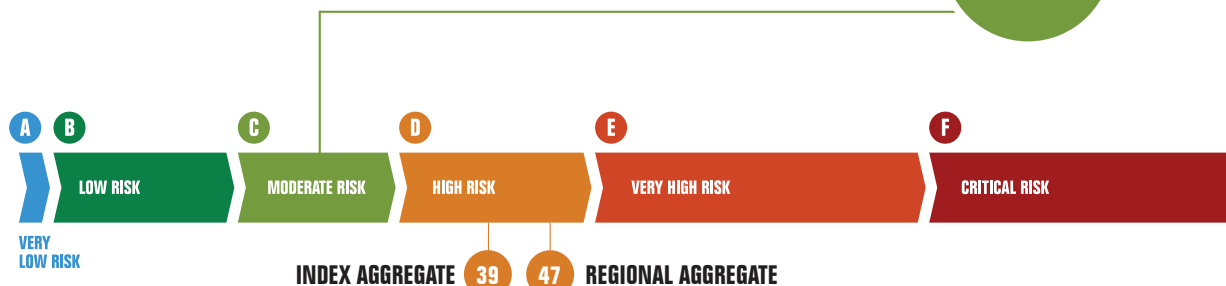 A
B
C
D
E
F
LOW RISK
MODERATE RISK
HIGH RISK
VERY HIGH RISK
CRITICAL RISK
VERY
LOW RISK
INDEX AGGREGATE 39 47 REGIONAL AGGREGATE